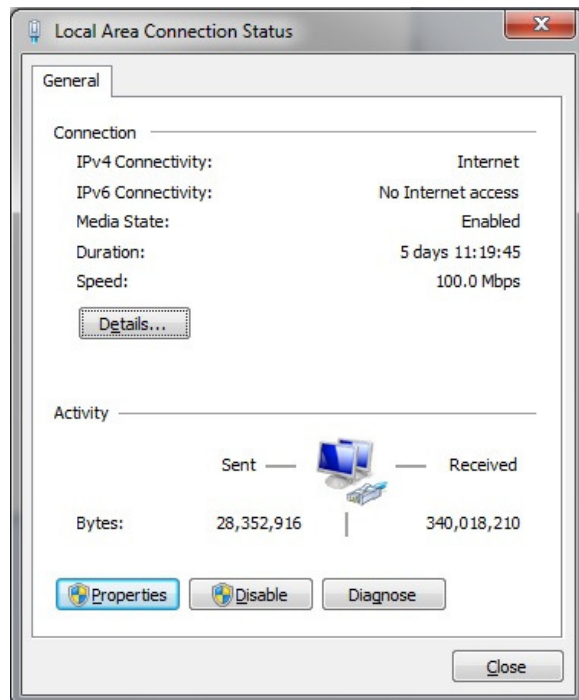 Local Area Connection Status
General
Connection
IPv4 Connectivity: Internet
IPv6 Connectivity: No Internet access
Media State: Enabled
Duration: 5 days 11:19:45
Speed: 100.0 Mbps
Details...
Activity
Sent Received
Bytes: 28,352,916 340,018,210
Properties Disable Diagnose
Close